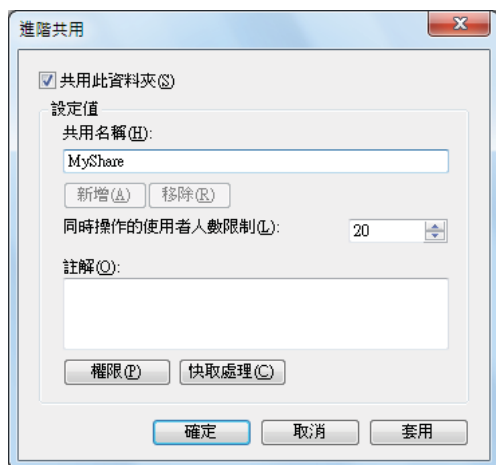 進階共用
共用此資料夾(S)
設定值
共用名稱(H):
MyShare
新增(A) 移除(R)
同時操作的使用者人數限制(L): 20
註解(O):
權限(P) 快取處理(C)
確定 取消 套用